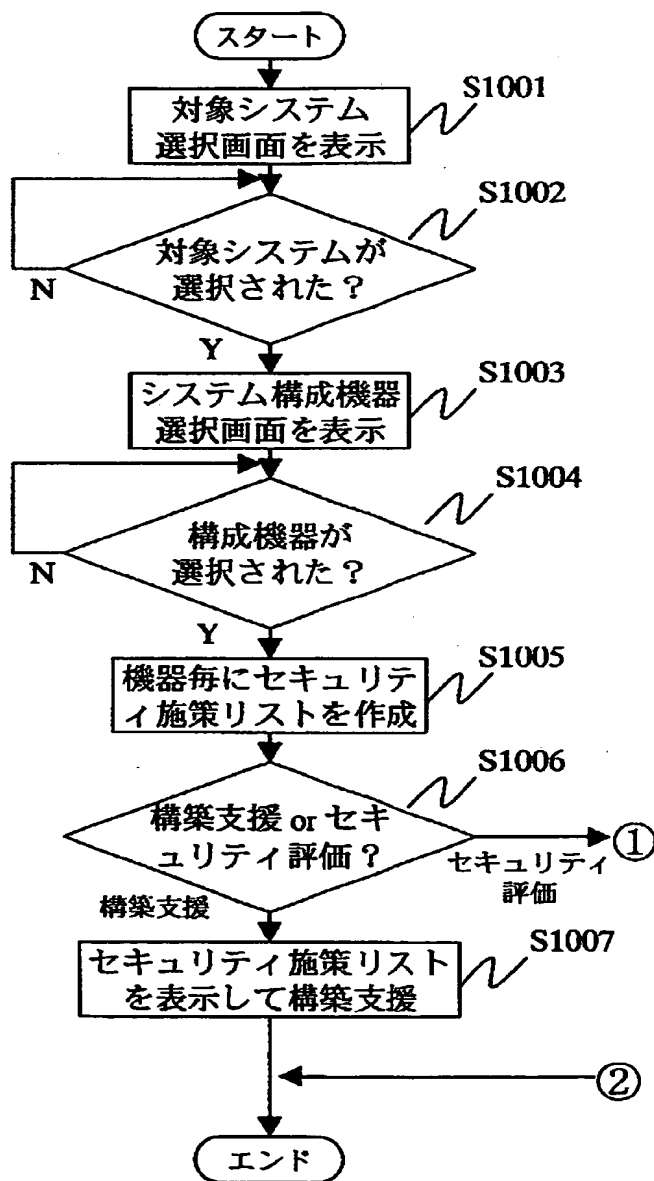 スタート
S1001
対象システム
選択画面を表示
S1002
対象システムが
選択された?
N
Y
S1003
システム構成機器
選択画面を表示
S1004
構成機器が
選択された?
N
Y
S1005
機器毎にセキュリテ
ィ施策リストを作成
S1006
構築支援 or セキ
ュリティ評価?
①
セキュリティ
評価
構築支援
S1007
セキュリティ施策リスト
を表示して構築支援
②
エンド